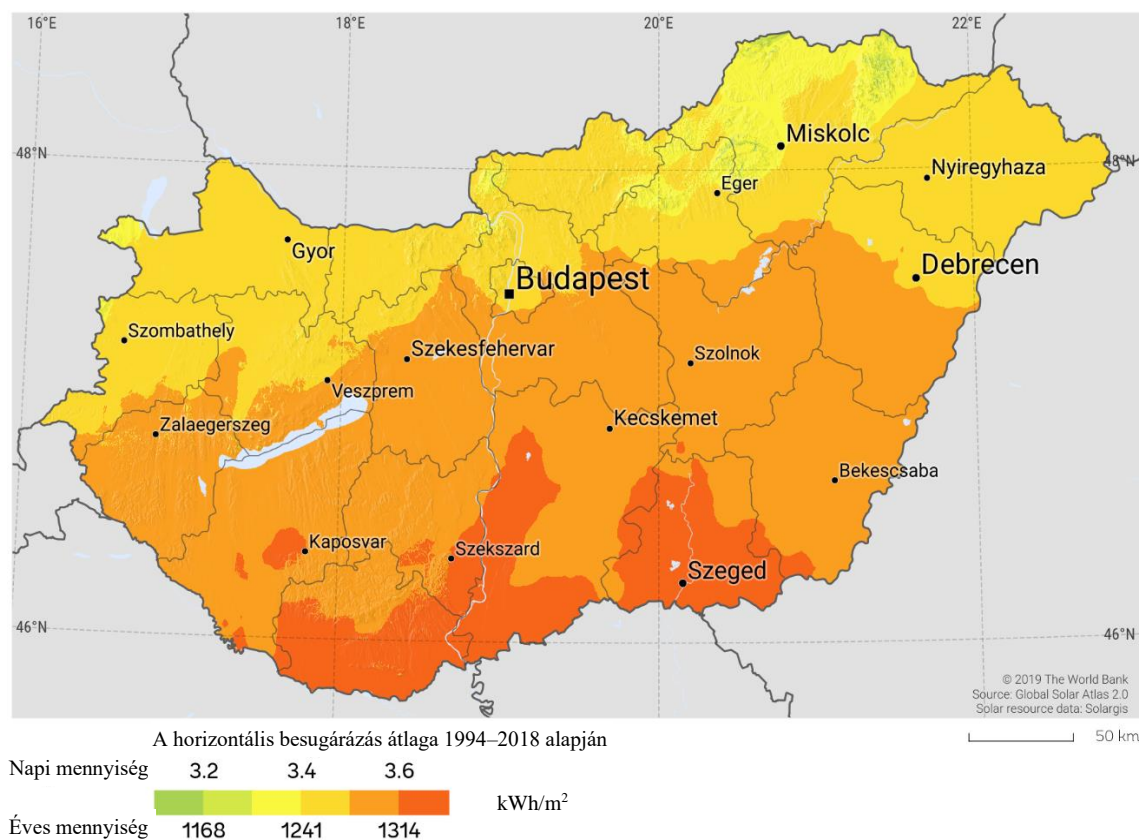 16°E 18°E 20°E 22°E
48°N 48°N
Miskolc
Nyiregyhaza
Eger
Gyor
Debrecen
Budapest
Szombathely
Szekesfehervar
Szolnok
Veszprem
Zalaegerszeg
Kecskemet
Bekescsaba
Kaposvar
Szekszard
Szeged
46°N 46°N
© 2019 The World Bank
Source: Global Solar Atlas 2.0
Solar resource data: Solargis
A horizontális besugárázás átlaga 1994–2018 alapján
50 km
Napi mennyiség 3.2 3.4 3.6
kWh/m²
Éves mennyiség 1168 1241 1314